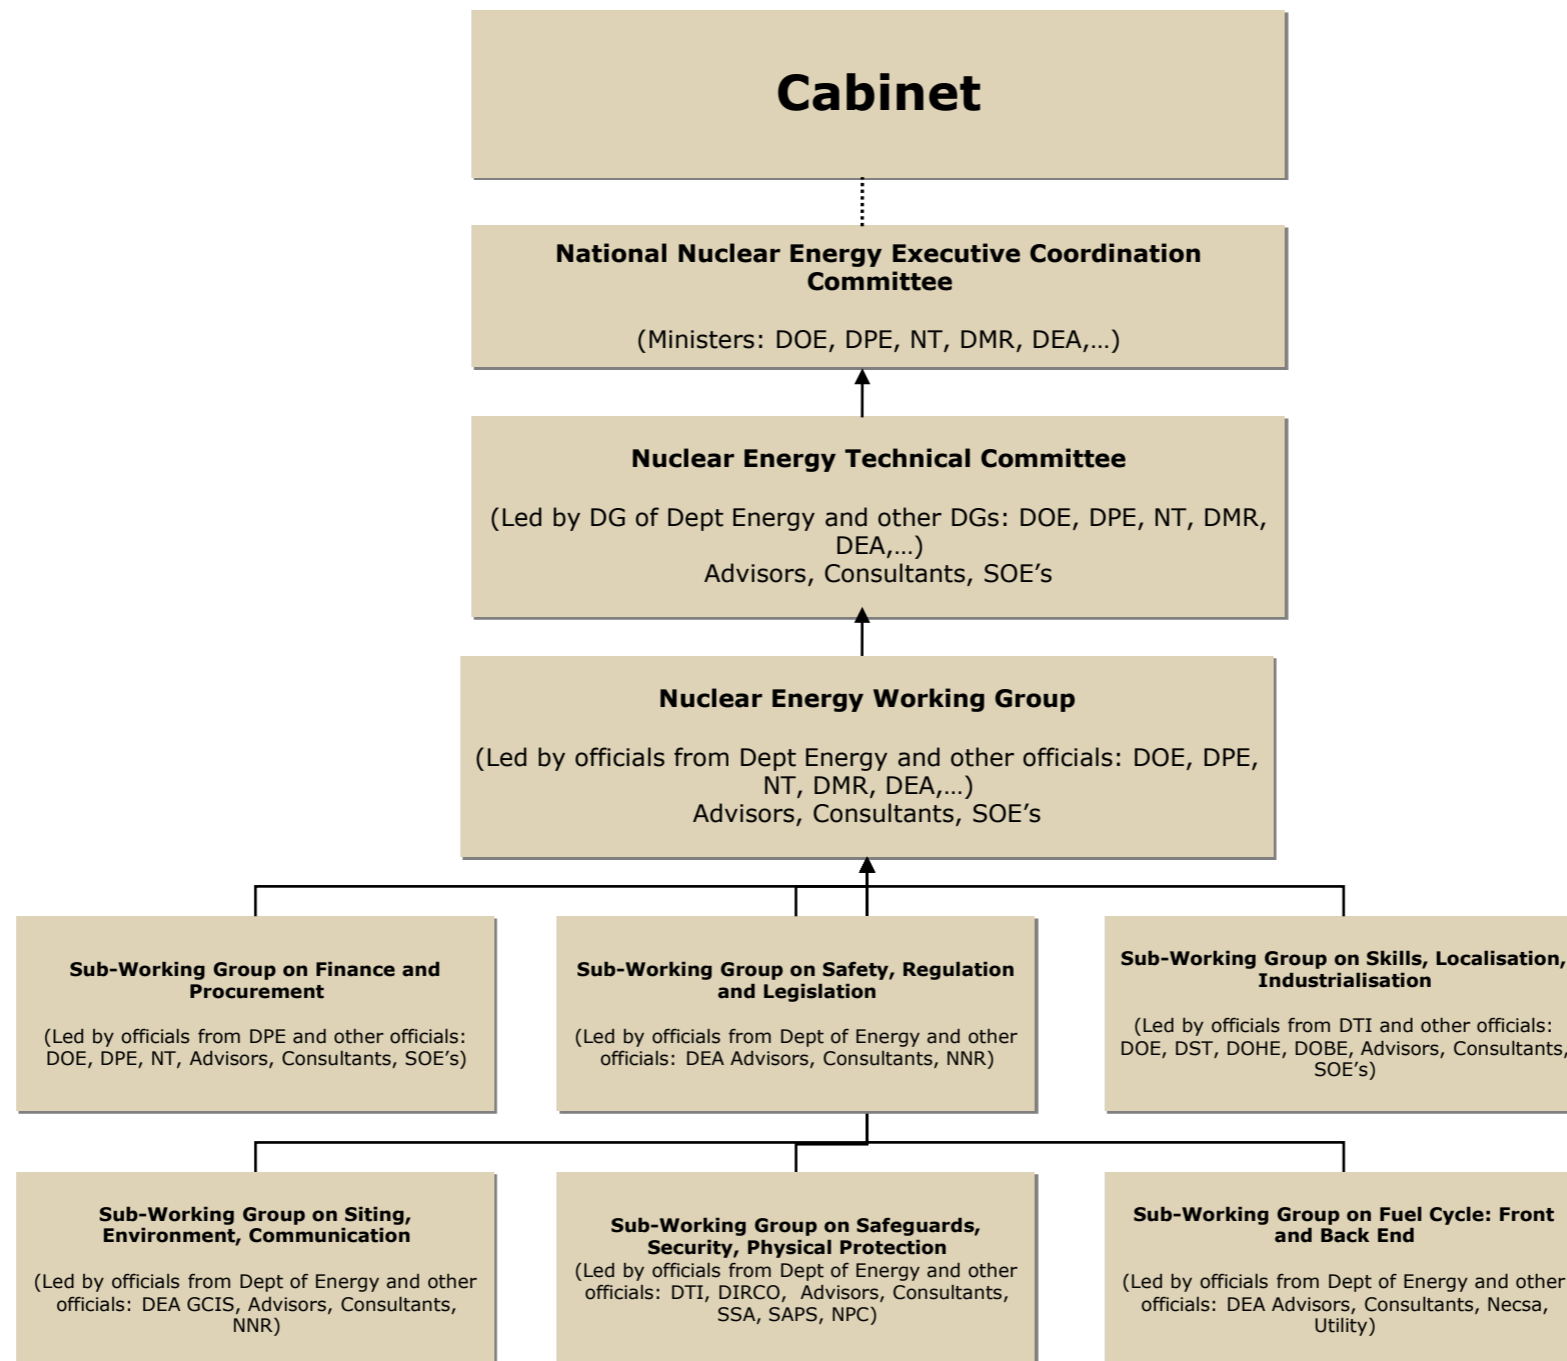 Cabinet
National Nuclear Energy Executive Coordination
Committee
(Ministers: DOE, DPE, NT, DMR, DEA,…)
Nuclear Energy Technical Committee
(Led by DG of Dept Energy and other DGs: DOE, DPE, NT, DMR,
DEA,…)
Advisors, Consultants, SOE’s
Nuclear Energy Working Group
(Led by officials from Dept Energy and other officials: DOE, DPE,
NT, DMR, DEA,…)
Advisors, Consultants, SOE’s
Sub-Working Group on Finance and
Procurement
(Led by officials from DPE and other officials:
DOE, DPE, NT, Advisors, Consultants, SOE’s)
Sub-Working Group on Safety, Regulation
and Legislation
(Led by officials from Dept of Energy and other
officials: DEA Advisors, Consultants, NNR)
Sub-Working Group on Skills, Localisation,
Industrialisation
(Led by officials from DTI and other officials:
DOE, DST, DOHE, DOBE, Advisors, Consultants,
SOE’s)
Sub-Working Group on Siting,
Environment, Communication
(Led by officials from Dept of Energy and other
officials: DEA GCIS, Advisors, Consultants,
NNR)
Sub-Working Group on Safeguards,
Security, Physical Protection
(Led by officials from Dept of Energy and other
officials: DTI, DIRCO, Advisors, Consultants,
SSA, SAPS, NPC)
Sub-Working Group on Fuel Cycle: Front
and Back End
(Led by officials from Dept of Energy and other
officials: DEA Advisors, Consultants, Necsa,
Utility)